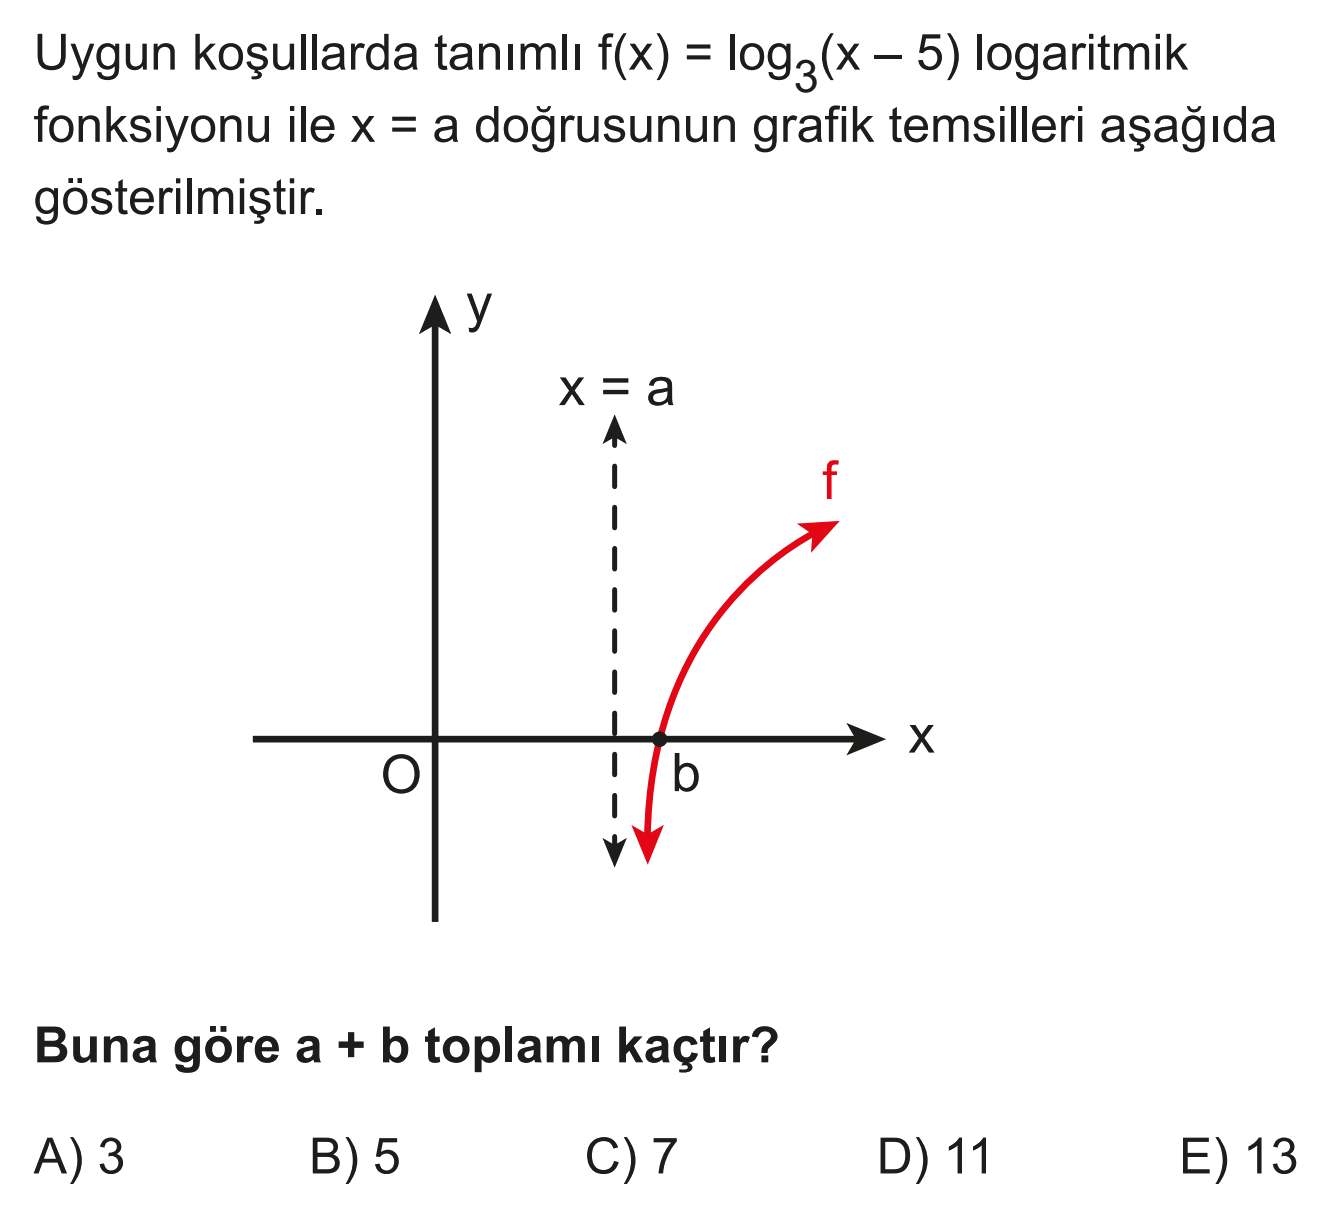 Uygun koşullarda tanımlı f(x) = log₃(x – 5) logaritmik
fonksiyonu ile x = a doğrusunun grafik temsilleri aşağıda
gösterilmiştir.
y
x = a
f
x
O
b
Buna göre a + b toplamı kaçtır?
A) 3 B) 5 C) 7 D) 11 E) 13